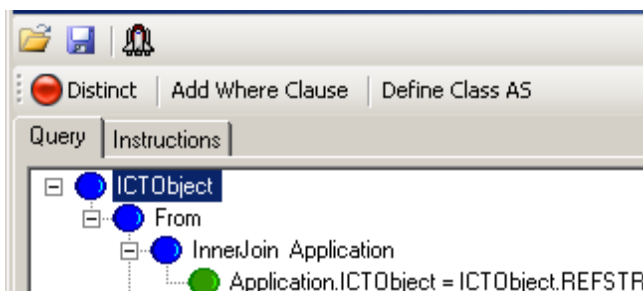 Distinct Add Where Clause Define Class AS
Query Instructions
ICTObject
From
InnerJoin Application
Application.ICTObject = ICTObject.REFSTR